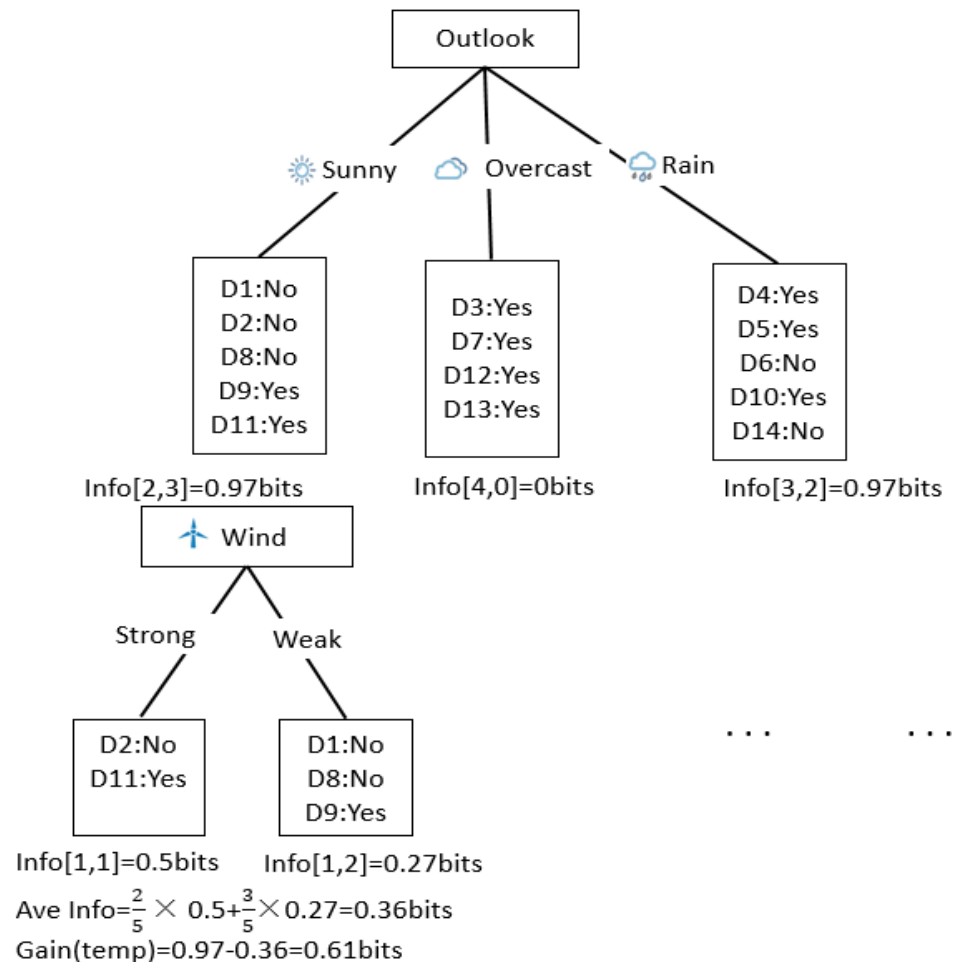 Outlook
Sunny
Overcast
Rain
D1:No
D2:No
D8:No
D9:Yes
D11:Yes
D3:Yes
D7:Yes
D12:Yes
D13:Yes
D4:Yes
D5:Yes
D6:No
D10:Yes
D14:No
Info[2,3]=0.97bits
Info[4,0]=0bits
Info[3,2]=0.97bits
Wind
Strong
Weak
D2:No
D11:Yes
D1:No
D8:No
D9:Yes
. . .
. . .
Info[1,1]=0.5bits
Info[1,2]=0.27bits
Ave Info=2/5 × 0.5+3/5×0.27=0.36bits
Gain(temp)=0.97-0.36=0.61bits